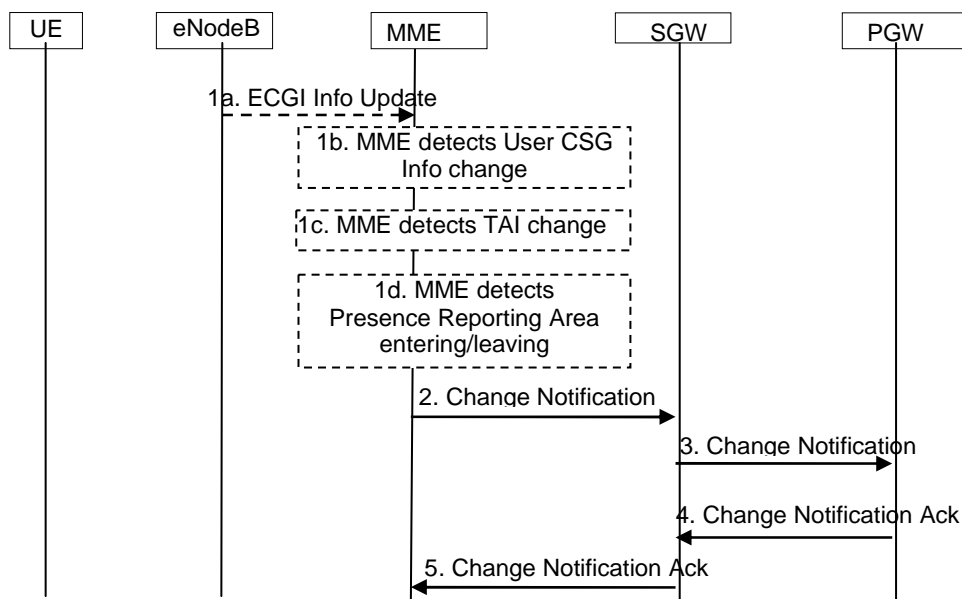 UE
eNodeB
MME
SGW
PGW
1a. ECGI Info Update
1b. MME detects User CSG
Info change
1c. MME detects TAI change
1d. MME detects
Presence Reporting Area
entering/leaving
2. Change Notification
3. Change Notification
4. Change Notification Ack
5. Change Notification Ack